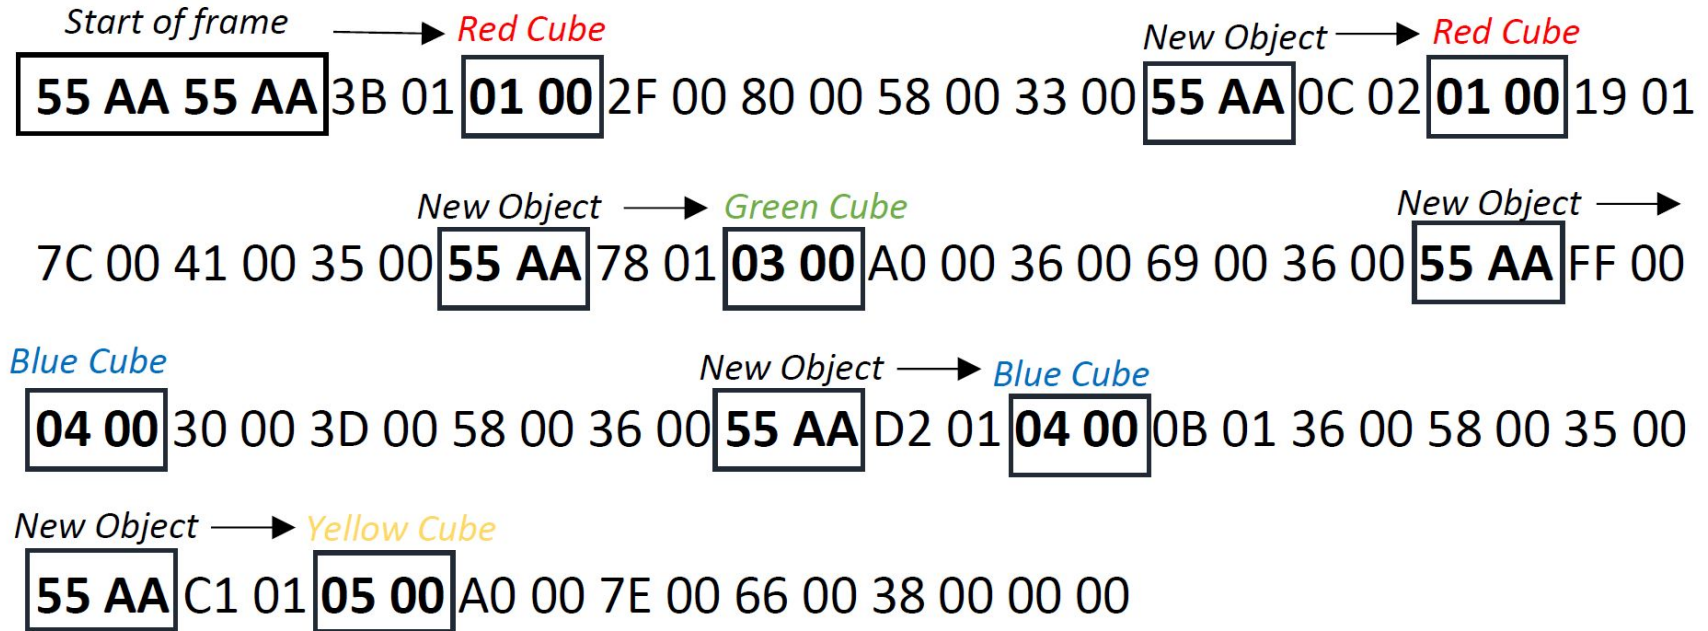 Start of frame Red Cube New Object Red Cube
55 AA 55 AA 3B 01 01 00 2F 00 80 00 58 00 33 00 55 AA 0C 02 01 00 19 01
New Object Green Cube New Object
7C 00 41 00 35 00 55 AA 78 01 03 00 A0 00 36 00 69 00 36 00 55 AA FF 00
Blue Cube New Object Blue Cube
04 00 30 00 3D 00 58 00 36 00 55 AA D2 01 04 00 0B 01 36 00 58 00 35 00
New Object Yellow Cube
55 AA C1 01 05 00 A0 00 7E 00 66 00 38 00 00 00